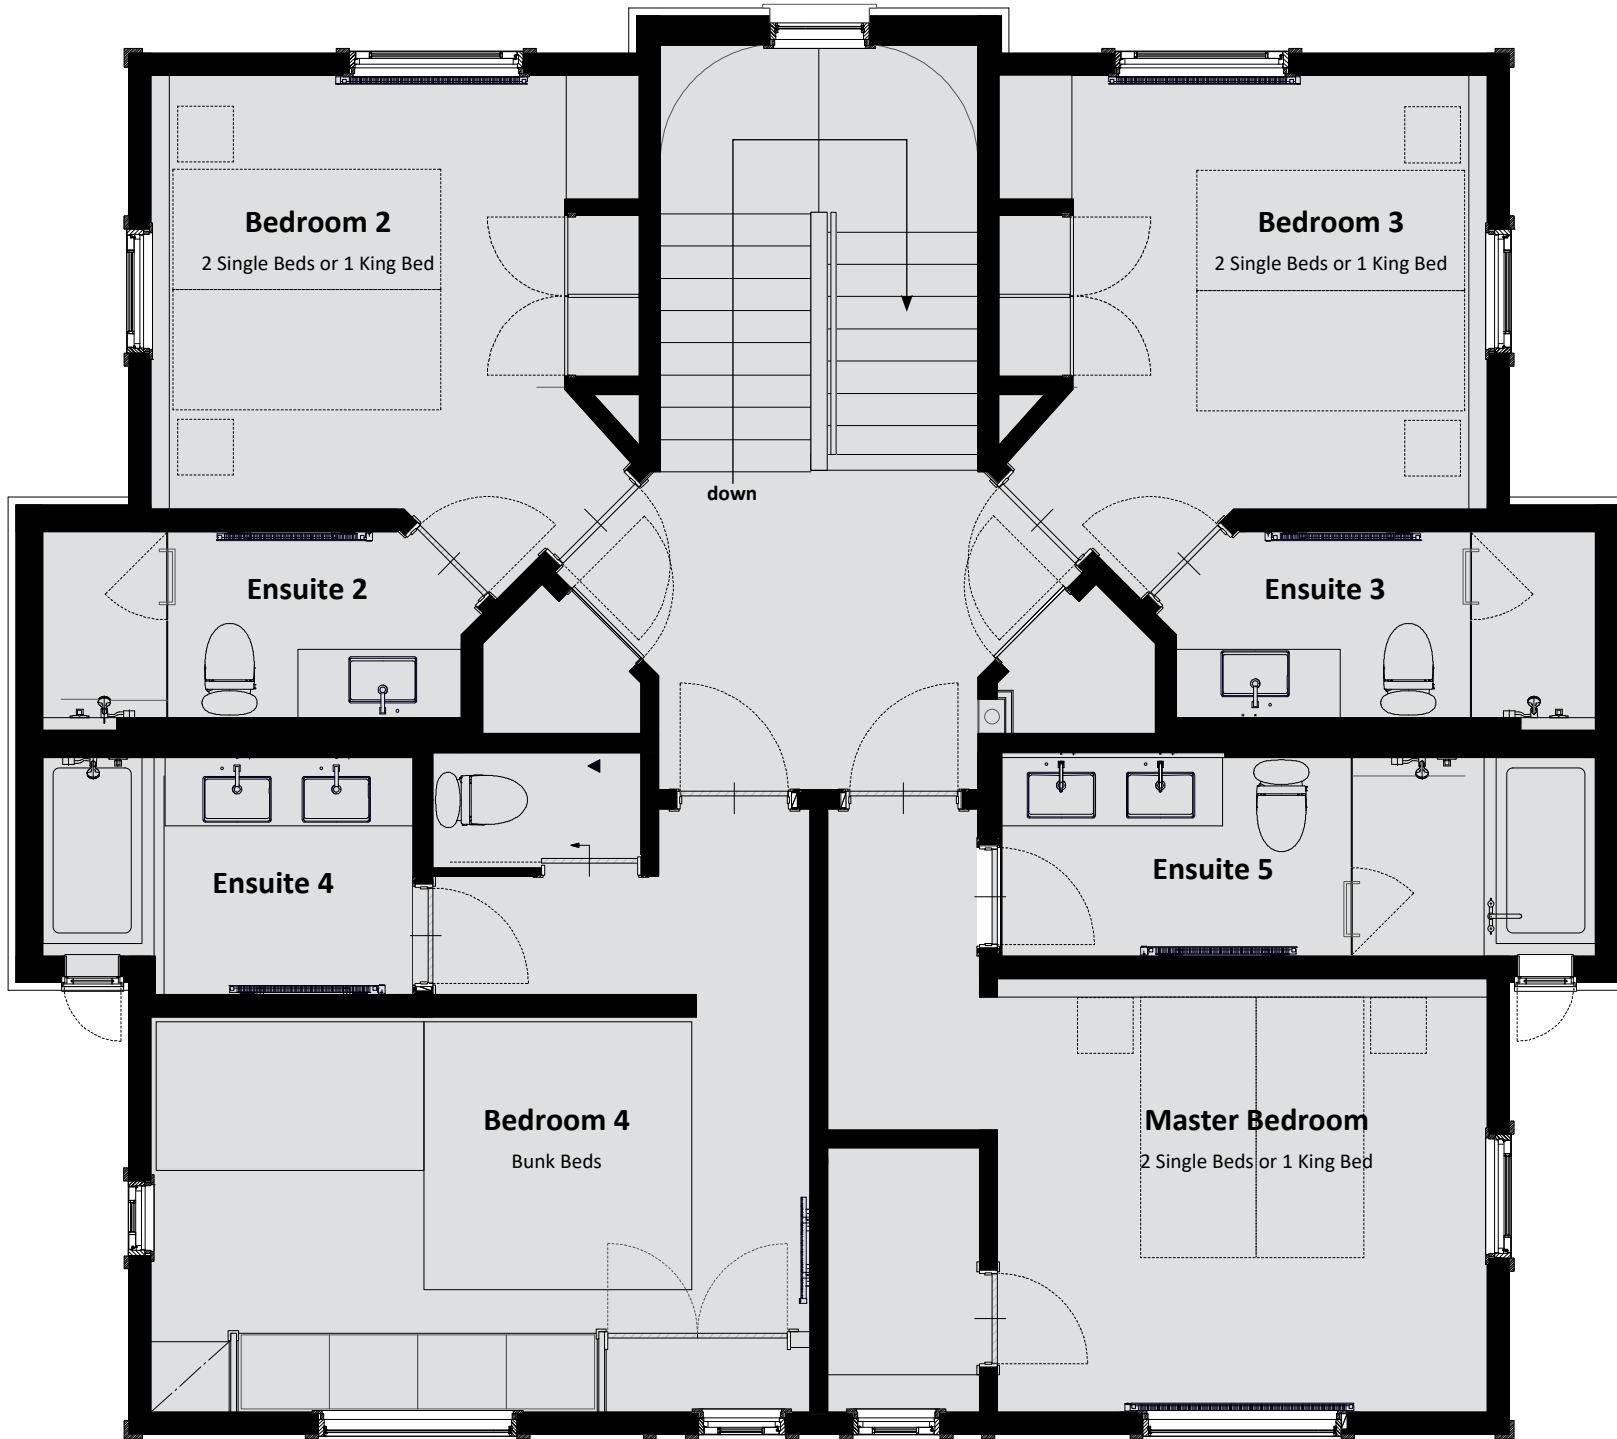 Bedroom 2
2 Single Beds or 1 King Bed
Bedroom 3
2 Single Beds or 1 King Bed
down
Ensuite 2
Ensuite 3
Ensuite 4
Ensuite 5
Bedroom 4
Bunk Beds
Master Bedroom
2 Single Beds or 1 King Bed